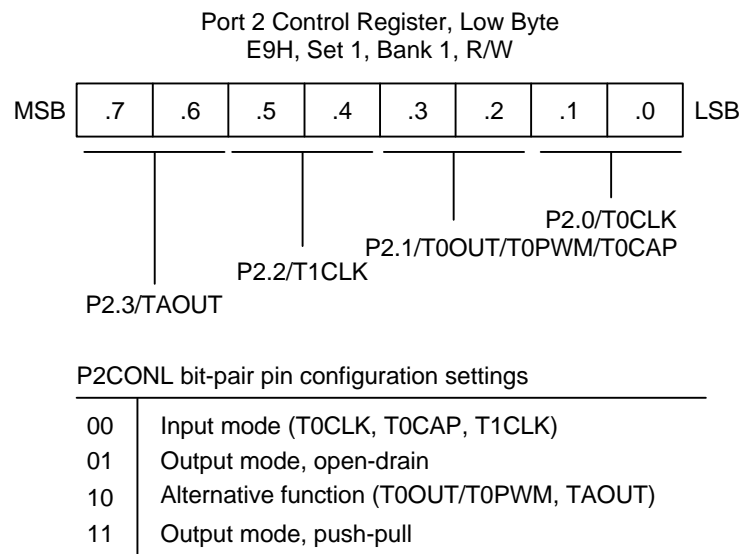 Port 2 Control Register, Low Byte
E9H, Set 1, Bank 1, R/W
MSB .7 .6 .5 .4 .3 .2 .1 .0 LSB
P2.0/T0CLK
P2.1/T0OUT/T0PWM/T0CAP
P2.2/T1CLK
P2.3/TAOUT
P2CONL bit-pair pin configuration settings
00 Input mode (T0CLK, T0CAP, T1CLK)
01 Output mode, open-drain
10 Alternative function (T0OUT/T0PWM, TAOUT)
11 Output mode, push-pull